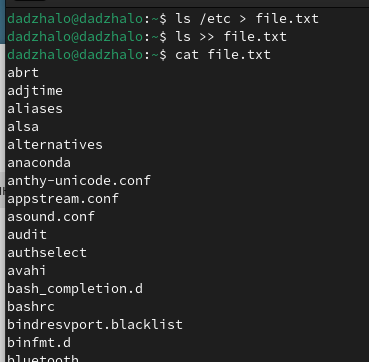 dadzhalo@dadzhalo:~$ ls /etc > file.txt
dadzhalo@dadzhalo:~$ ls >> file.txt
dadzhalo@dadzhalo:~$ cat file.txt
abrt
adjtime
aliases
alsa
alternatives
anaconda
anthy-unicode.conf
appstream.conf
asound.conf
audit
authselect
avahi
bash_completion.d
bashrc
bindresvport.blacklist
binfmt.d
bluetooth